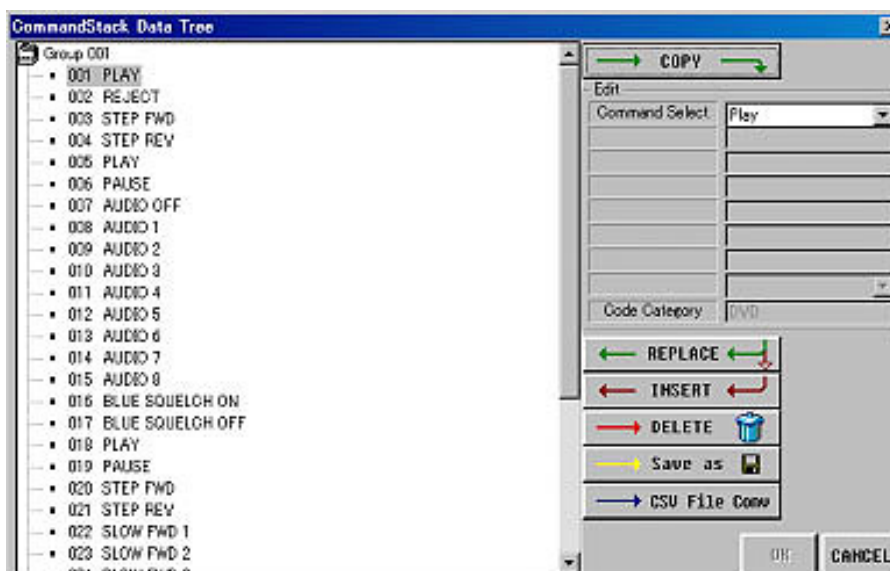 CommandStack Data Tree
Group 001
001 PLAY
002 REJECT
003 STEP FWD
004 STEP REV
005 PLAY
006 PAUSE
007 AUDIO OFF
008 AUDIO 1
009 AUDIO 2
010 AUDIO 3
011 AUDIO 4
012 AUDIO 5
013 AUDIO 6
014 AUDIO 7
015 AUDIO 8
016 BLUE SQUELCH ON
017 BLUE SQUELCH OFF
018 PLAY
019 PAUSE
020 STEP FWD
021 STEP REV
022 SLOW FWD 1
023 SLOW FWD 2
COPY
Edit
Command Select Play
Code Category DVD
REPLACE
INSERT
DELETE
Save as
CSV File Conv
OK CANCEL